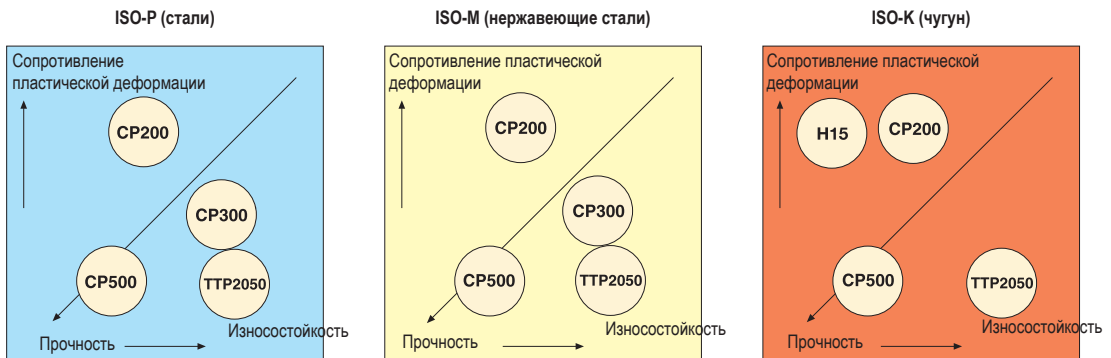 ISO-P (стали)
Сопротивление
пластической деформации
CP200
CP300
CP500
TTP2050
Износостойкость
Прочность
ISO-M (нержавеющие стали)
Сопротивление пластической
деформации
CP200
CP300
CP500
TTP2050
Износостойкость
Прочность
ISO-K (чугун)
Сопротивление пластической
деформации
H15
CP200
CP500
TTP2050
Износостойкость
Прочность